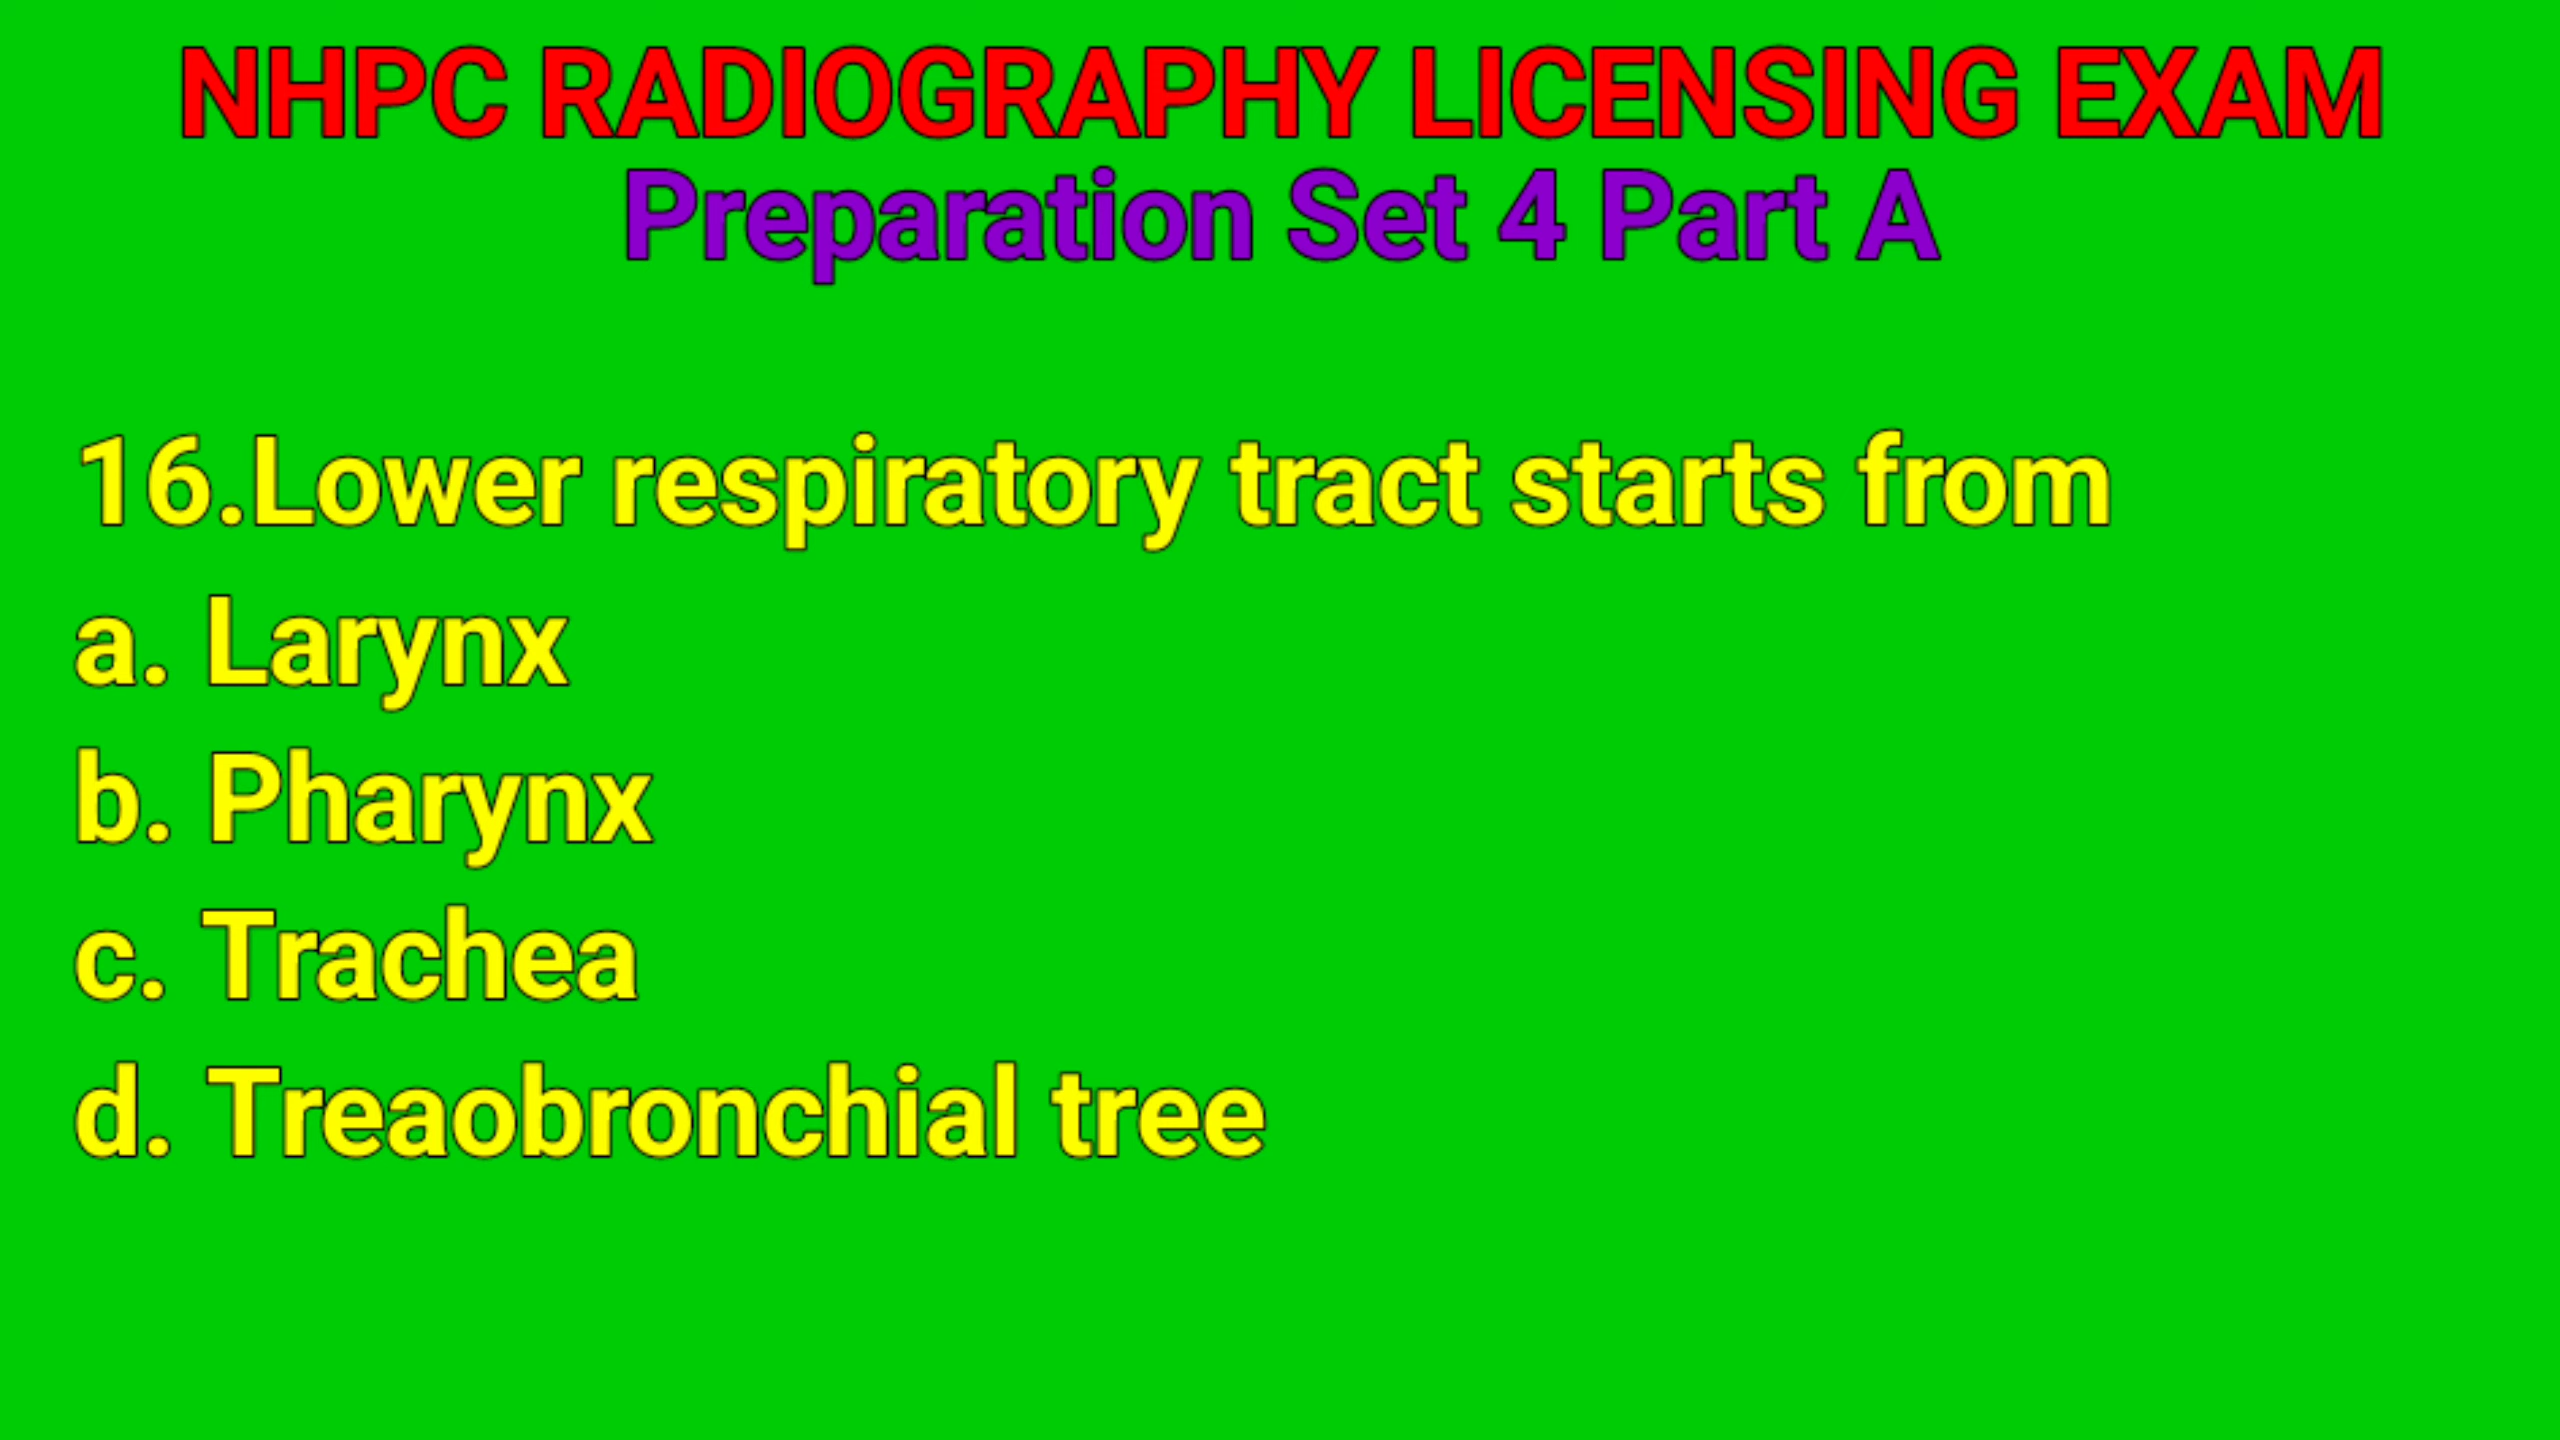 NHPC RADIOGRAPHY LICENSING EXAM
Preparation Set 4 Part A
16.Lower respiratory tract starts from
a. Larynx
b. Pharynx
c. Trachea
d. Treaobronchial tree